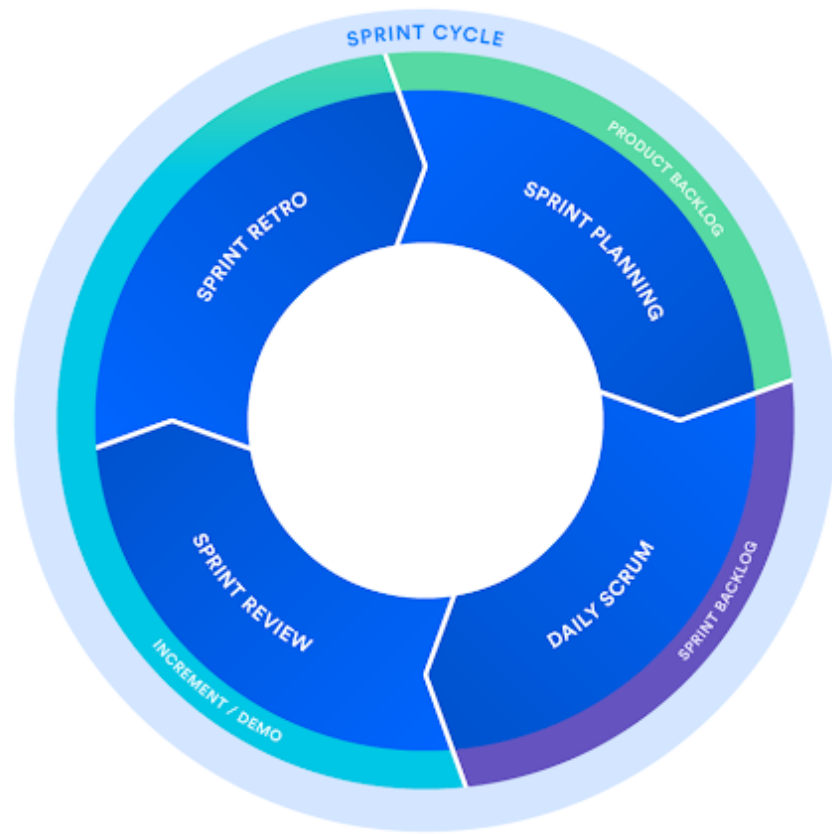 SPRINT CYCLE
PRODUCT BACKLOG
SPRINT PLANNING
SPRINT BACKLOG
DAILY SCRUM
INCREMENT / DEMO
SPRINT REVIEW
SPRINT RETRO